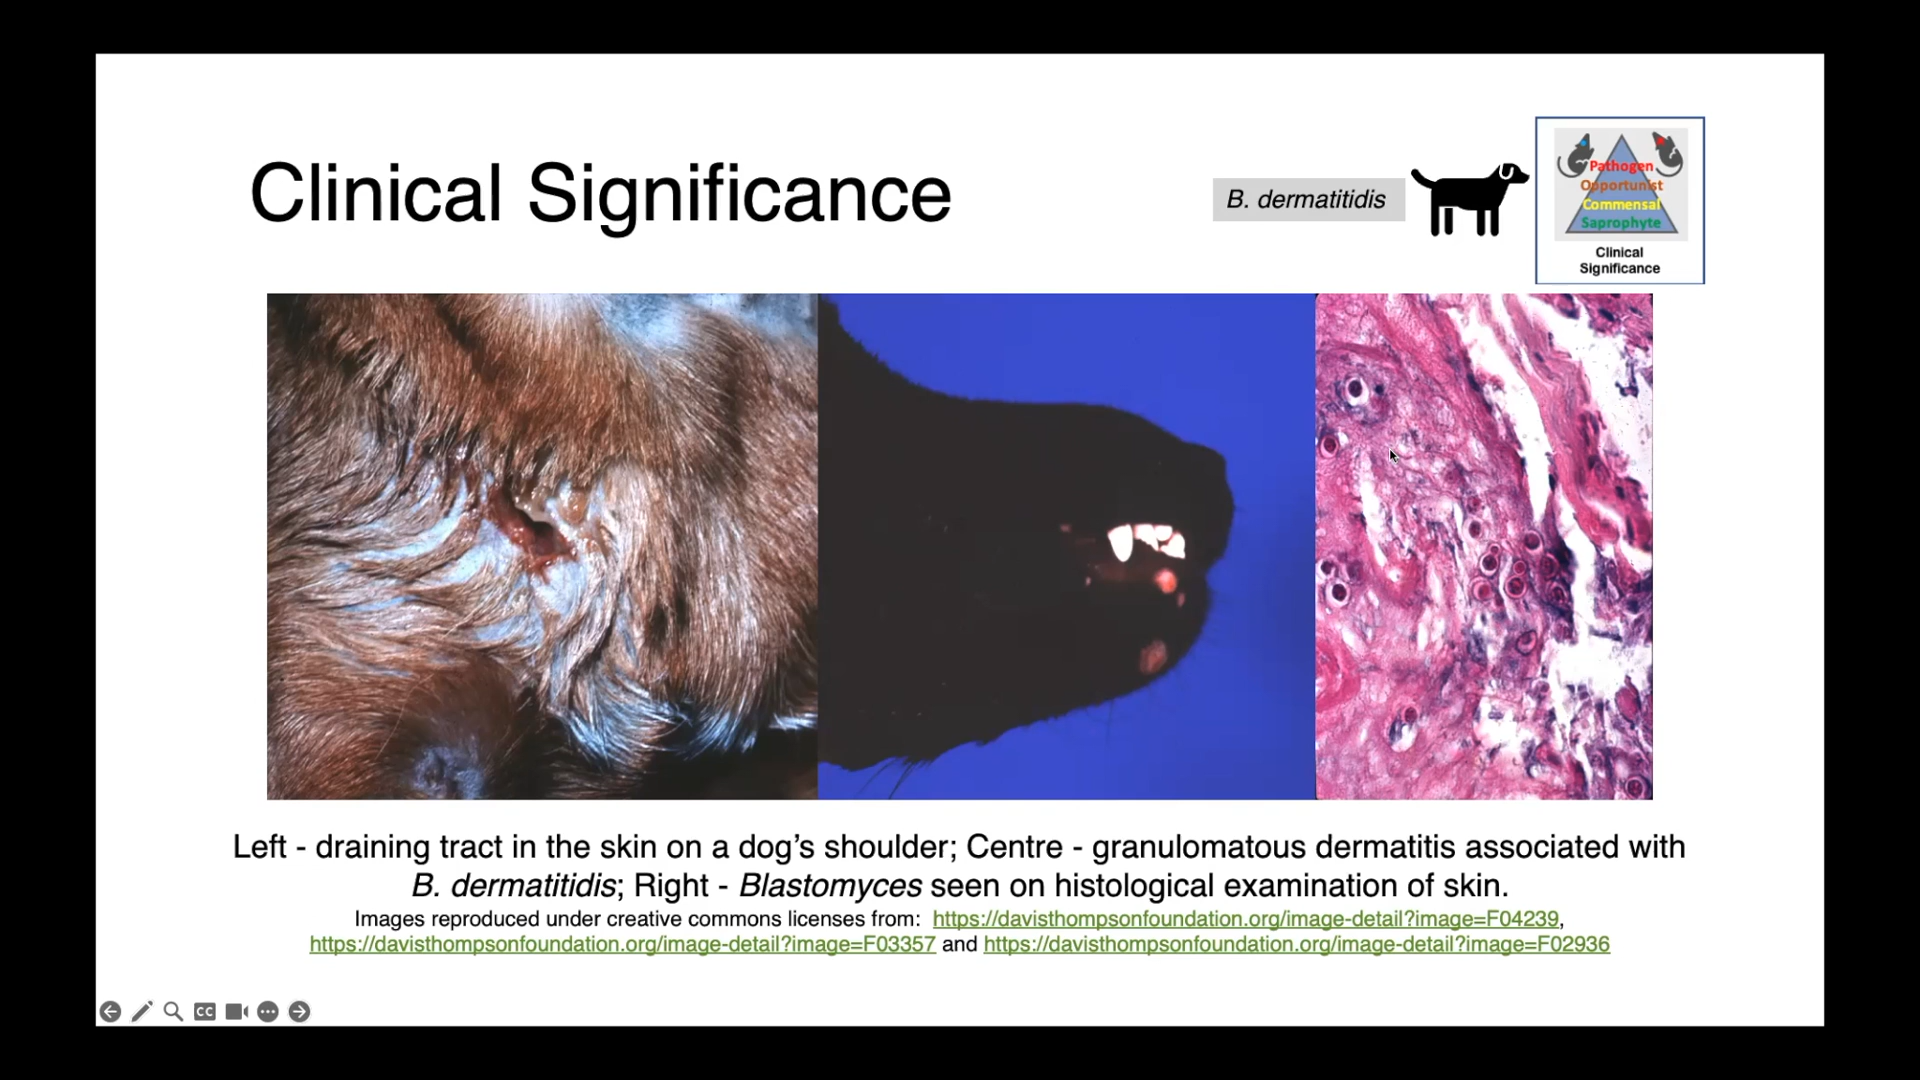 Clinical Significance
B. dermatitidis
Pathogen
Opportunist
Commensal
Saprophyte
Clinical
Significance
Left - draining tract in the skin on a dog’s shoulder; Centre - granulomatous dermatitis associated with
B. dermatitidis; Right - Blastomyces seen on histological examination of skin.
Images reproduced under creative commons licenses from: https://davisthompsonfoundation.org/image-detail?image=F04239,
https://davisthompsonfoundation.org/image-detail?image=F03357 and https://davisthompsonfoundation.org/image-detail?image=F02936
CC